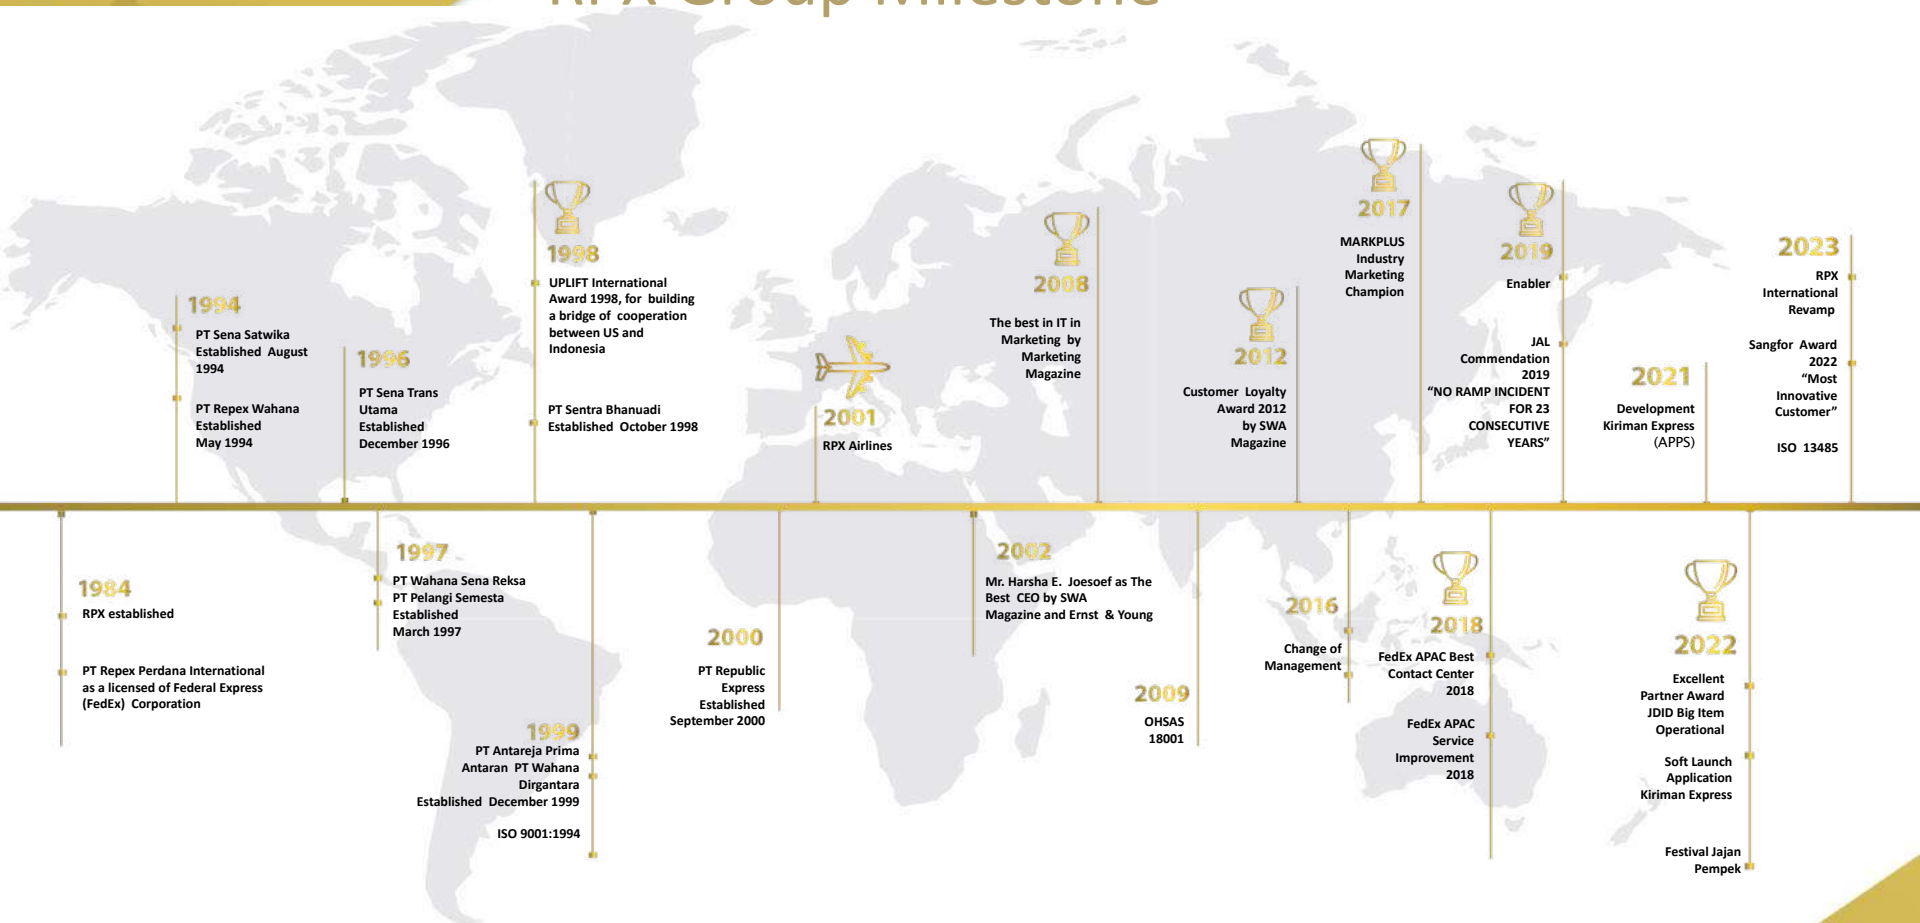 RPX Group Milestone
1994
PT Sena Satwika
Established August
1994
PT Repex Wahana
Established
May 1994
1996
PT Sena Trans
Utama
Established
December 1996
1998
UPLIFT International
Award 1998, for building
a bridge of cooperation
between US and
Indonesia
PT Sentra Bhanuadi
Established October 1998
2001
RPX Airlines
2008
The best in IT in
Marketing by
Marketing
Magazine
2012
Customer Loyalty
Award 2012
by SWA
Magazine
2017
MARKPLUS
Industry
Marketing
Champion
2019
Enabler
JAL
Commendation
2019
“NO RAMP INCIDENT
FOR 23
CONSECUTIVE
YEARS”
2021
Development
Kiriman Express
(APPS)
2023
RPX
International
Revamp
Sangfor Award
2022
“Most
Innovative
Customer”
ISO 13485
1984
RPX established
PT Repex Perdana International
as a licensed of Federal Express
(FedEx) Corporation
1997
PT Wahana Sena Reksa
PT Pelangi Semesta
Established
March 1997
1999
PT Antareja Prima
Antaran PT Wahana
Dirgantara
Established December 1999
ISO 9001:1994
2000
PT Republic
Express
Established
September 2000
2002
Mr. Harsha E. Joesoef as The
Best CEO by SWA
Magazine and Ernst & Young
2009
OHSAS
18001
2016
Change of
Management
2018
FedEx APAC Best
Contact Center
2018
FedEx APAC
Service
Improvement
2018
2022
Excellent
Partner Award
JDID Big Item
Operational
Soft Launch
Application
Kiriman Express
Festival Jajan
Pempek